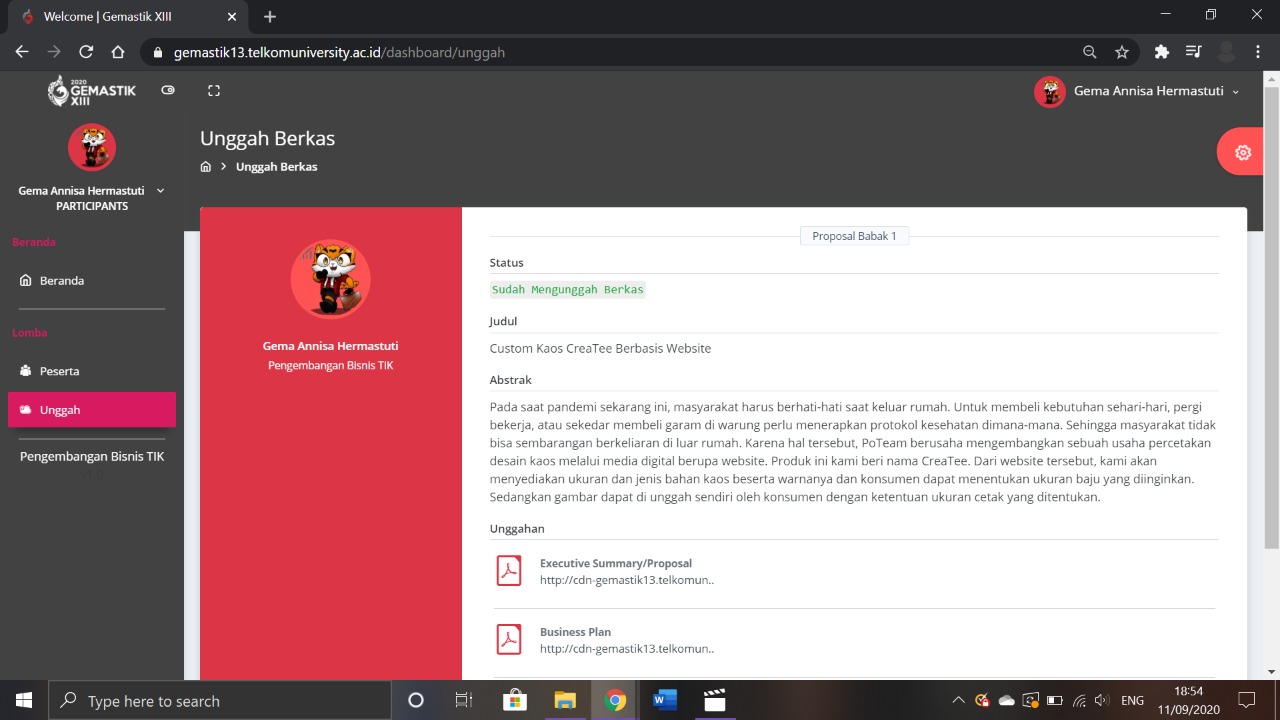 Welcome | Gemastik XIII
gemastik13.telkomuniversity.ac.id/dashboard/unggah
2020
GEMASTIK
XIII
Gema Annisa Hermastuti
Gema Annisa Hermastuti
PARTICIPANTS
Beranda
Beranda
Lomba
Peserta
Unggah
Pengembangan Bisnis TIK
v1.0
Unggah Berkas
Unggah Berkas
Gema Annisa Hermastuti
Pengembangan Bisnis TIK
Proposal Babak 1
Status
Sudah Mengunggah Berkas
Judul
Custom Kaos CreaTee Berbasis Website
Abstrak
Pada saat pandemi sekarang ini, masyarakat harus berhati-hati saat keluar rumah. Untuk membeli kebutuhan sehari-hari, pergi
bekerja, atau sekedar membeli garam di warung perlu menerapkan protokol kesehatan dimana-mana. Sehingga masyarakat tidak
bisa sembarangan berkeliaran di luar rumah. Karena hal tersebut, PoTeam berusaha mengembangkan sebuah usaha percetakan
desain kaos melalui media digital berupa website. Produk ini kami beri nama CreaTee. Dari website tersebut, kami akan
menyediakan ukuran dan jenis bahan kaos beserta warnanya dan konsumen dapat menentukan ukuran baju yang diinginkan.
Sedangkan gambar dapat di unggah sendiri oleh konsumen dengan ketentuan ukuran cetak yang ditentukan.
Unggahan
Executive Summary/Proposal
http://cdn-gemastik13.telkomun..
Business Plan
http://cdn-gemastik13.telkomun..
Type here to search
ENG
18:54
11/09/2020